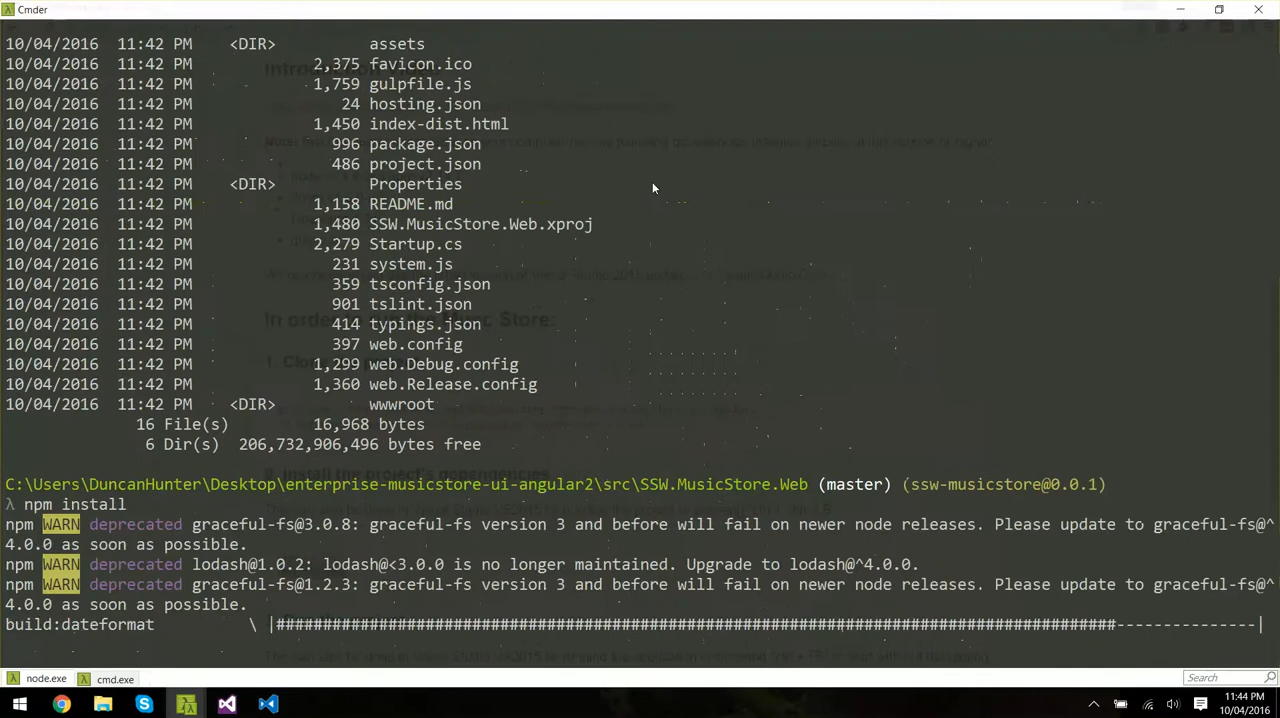 Cmder
10/04/2016 11:42 PM <DIR> assets
10/04/2016 11:42 PM 2,375 favicon.ico
10/04/2016 11:42 PM 1,759 gulpfile.js
10/04/2016 11:42 PM 24 hosting.json
10/04/2016 11:42 PM 1,450 index-dist.html
10/04/2016 11:42 PM 996 package.json
10/04/2016 11:42 PM 486 project.json
10/04/2016 11:42 PM <DIR> Properties
10/04/2016 11:42 PM 1,158 README.md
10/04/2016 11:42 PM 1,480 SSW.MusicStore.Web.xproj
10/04/2016 11:42 PM 2,279 Startup.cs
10/04/2016 11:42 PM 231 system.js
10/04/2016 11:42 PM 359 tsconfig.json
10/04/2016 11:42 PM 901 tslint.json
10/04/2016 11:42 PM 414 typings.json
10/04/2016 11:42 PM 397 web.config
10/04/2016 11:42 PM 1,299 web.Debug.config
10/04/2016 11:42 PM 1,360 web.Release.config
10/04/2016 11:42 PM <DIR> wwwroot
16 File(s) 16,968 bytes
6 Dir(s) 206,732,906,496 bytes free
C:\Users\DuncanHunter\Desktop\enterprise-musicstore-ui-angular2\src\SSW.MusicStore.Web (master) (ssw-musicstore@0.0.1)
λ npm install
npm WARN deprecated graceful-fs@3.0.8: graceful-fs version 3 and before will fail on newer node releases. Please update to graceful-fs@^
4.0.0 as soon as possible.
npm WARN deprecated lodash@1.0.2: lodash@<3.0.0 is no longer maintained. Upgrade to lodash@^4.0.0.
npm WARN deprecated graceful-fs@1.2.3: graceful-fs version 3 and before will fail on newer node releases. Please update to graceful-fs@^
4.0.0 as soon as possible.
build:dateformat \ |##########################################################################################---------------|
node.exe cmd.exe Search
11:44 PM
10/04/2016